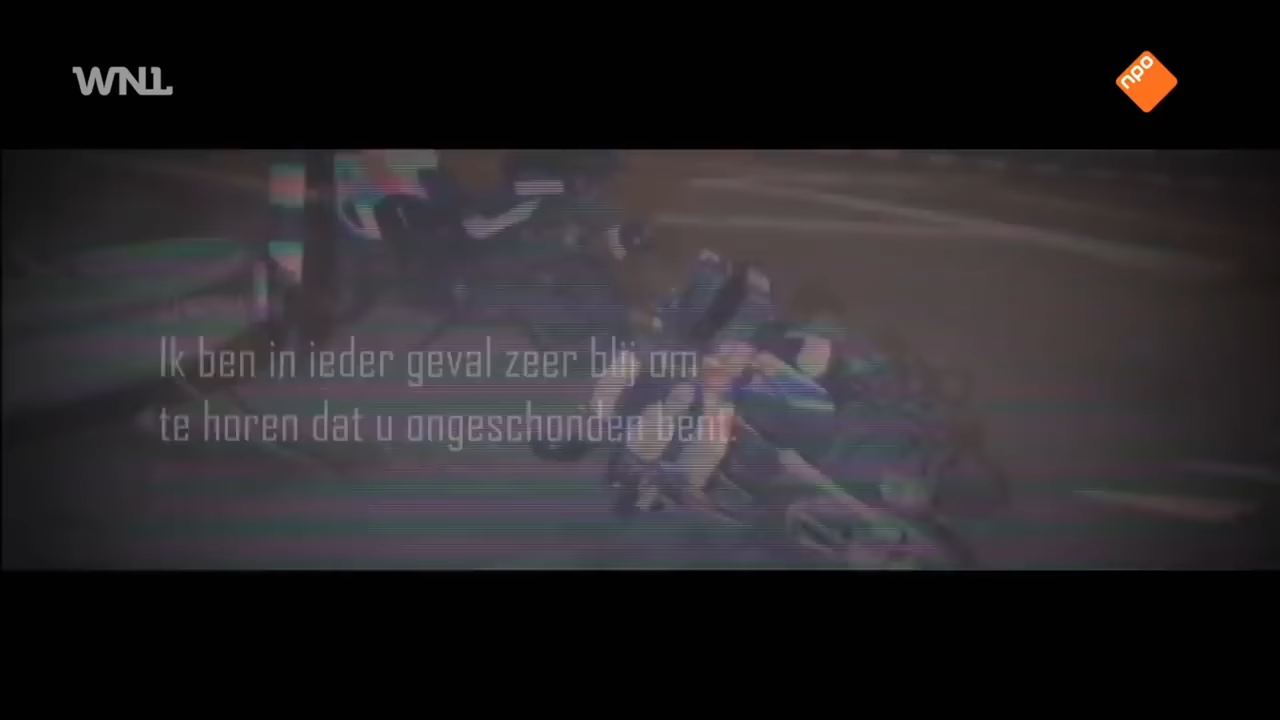 WNL
npo
Ik ben in ieder geval zeer blij om
te horen dat u ongeschonden bent.